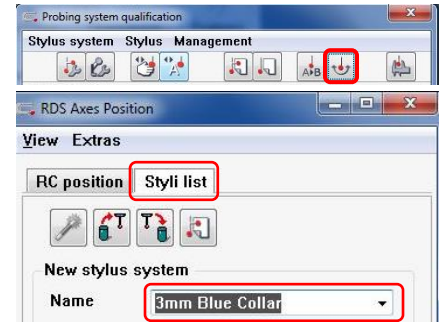 Probing system qualification
Stylus system Stylus Management
A B
RDS Axes Position
View Extras
RC position Styli list
T T
New stylus system
Name 3mm Blue Collar